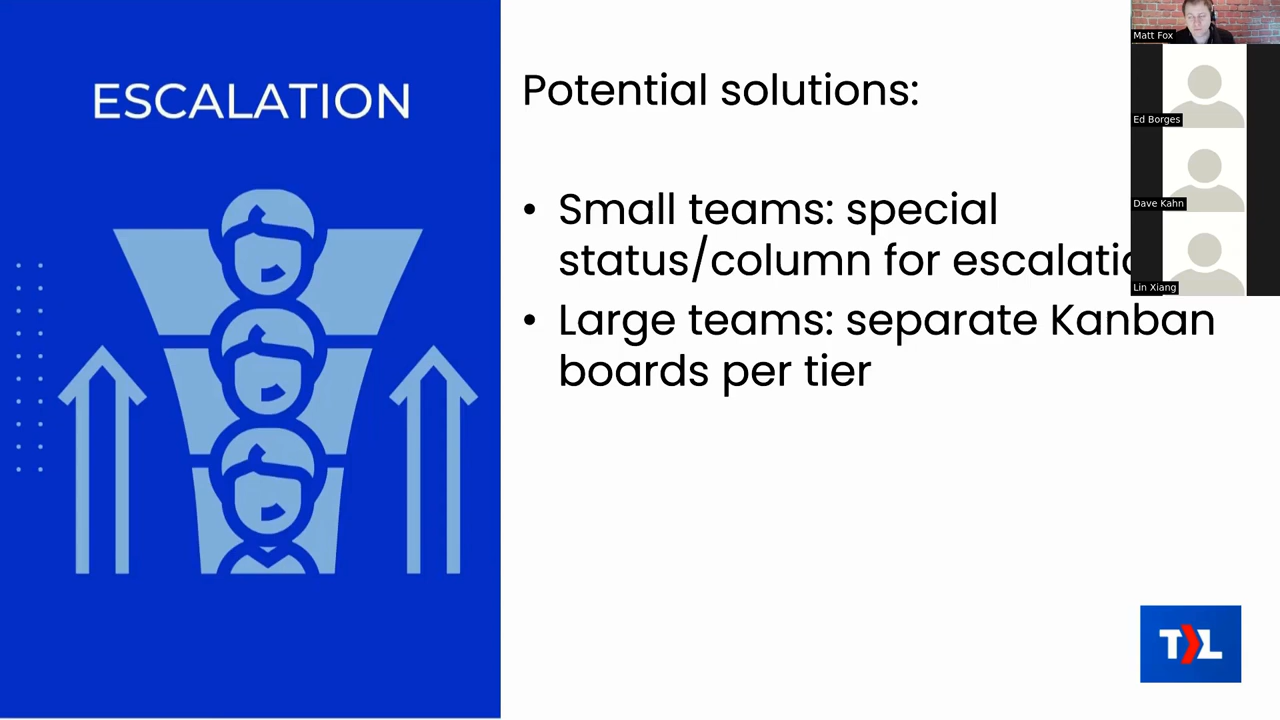 ESCALATION
Potential solutions:
• Small teams: special
status/column for
• Large teams: separate Kanban
boards per tier
Matt Fox
Ed Borges
Dave Kahn
Lin Xiang
TXL